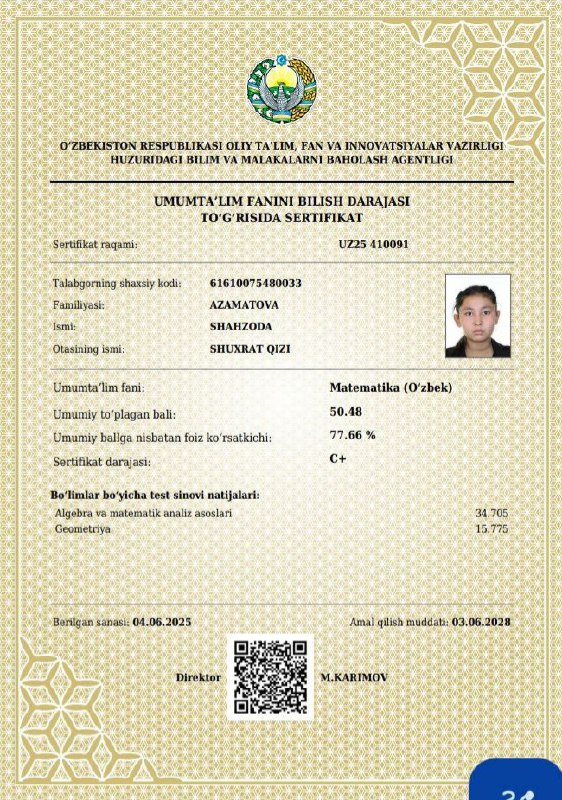 O‘ZBEKISTON RESPUBLIKASI OLIY TA’LIM, FAN VA INNOVATSIYALAR VAZIRLIGI
HUZURIDAGI BILIM VA MALAKALARNI BAHOLASH AGENTLIGI
UMUMTA’LIM FANINI BILISH DARAJASI
TO‘G‘RISIDA SERTIFIKAT
Sertifikat raqami: UZ25 410091
Talabgorning shaxsiy kodi: 61610075480033
Familiyasi: AZAMATOVA
Ismi: SHAHZODA
Otasining ismi: SHUXRAT QIZI
Umumta’lim fani: Matematika (O‘zbek)
Umumiy to‘plagan bali: 50.48
Umumiy ballga nisbatan foiz ko‘rsatkichi: 77.66 %
Sertifikat darajasi: C+
Bo‘limlar bo‘yicha test sinovi natijalari:
Algebra va matematik analiz asoslari 34.705
Geometriya 15.775
Berilgan sanasi: 04.06.2025 Amal qilish muddati: 03.06.2028
Direktor M.KARIMOV